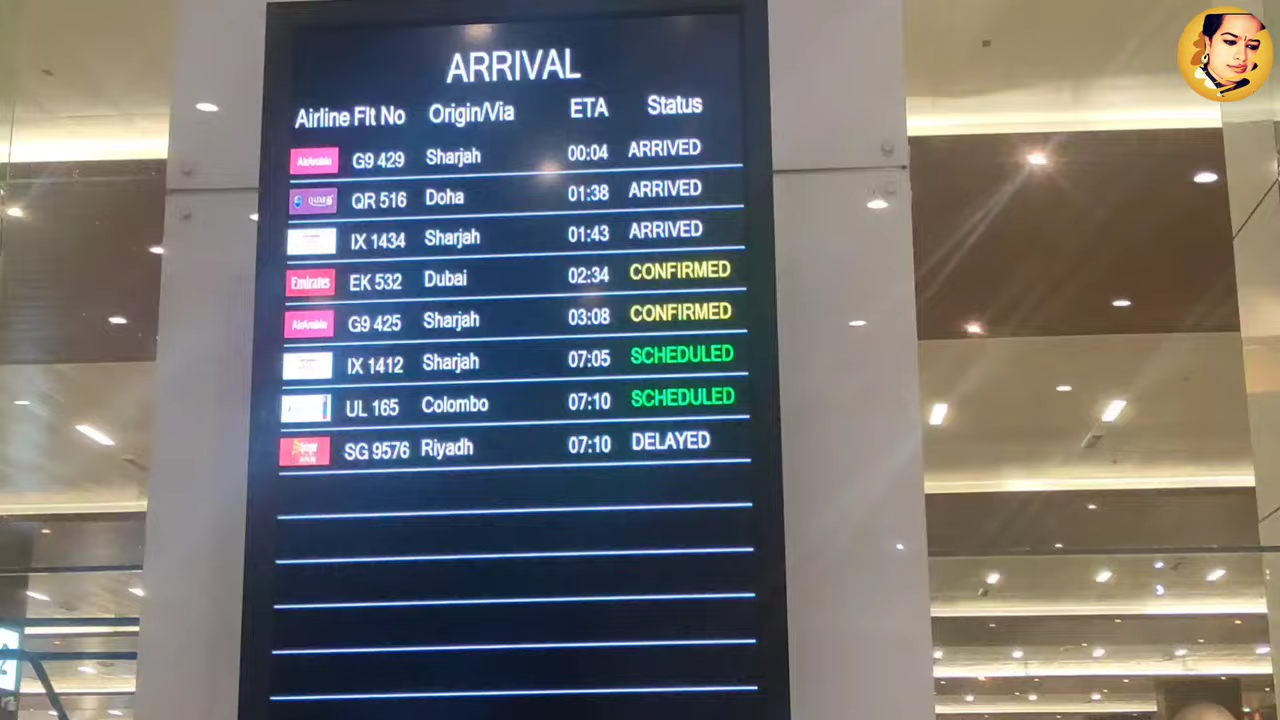 ARRIVAL
Airline Flt No Origin/Via ETA Status
AirArabia G9 429 Sharjah 00:04 ARRIVED
QATAR QR 516 Doha 01:38 ARRIVED
IX 1434 Sharjah 01:43 ARRIVED
Emirates EK 532 Dubai 02:34 CONFIRMED
AirArabia G9 425 Sharjah 03:08 CONFIRMED
IX 1412 Sharjah 07:05 SCHEDULED
UL 165 Colombo 07:10 SCHEDULED
SG 9576 Riyadh 07:10 DELAYED